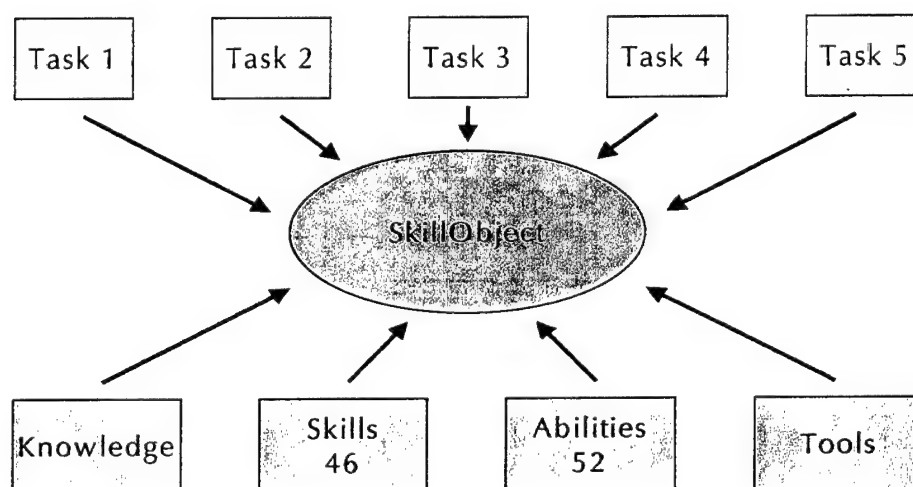 Task 1
Task 2
Task 3
Task 4
Task 5
SkillObject
Knowledge
Skills
46
Abilities
52
Tools